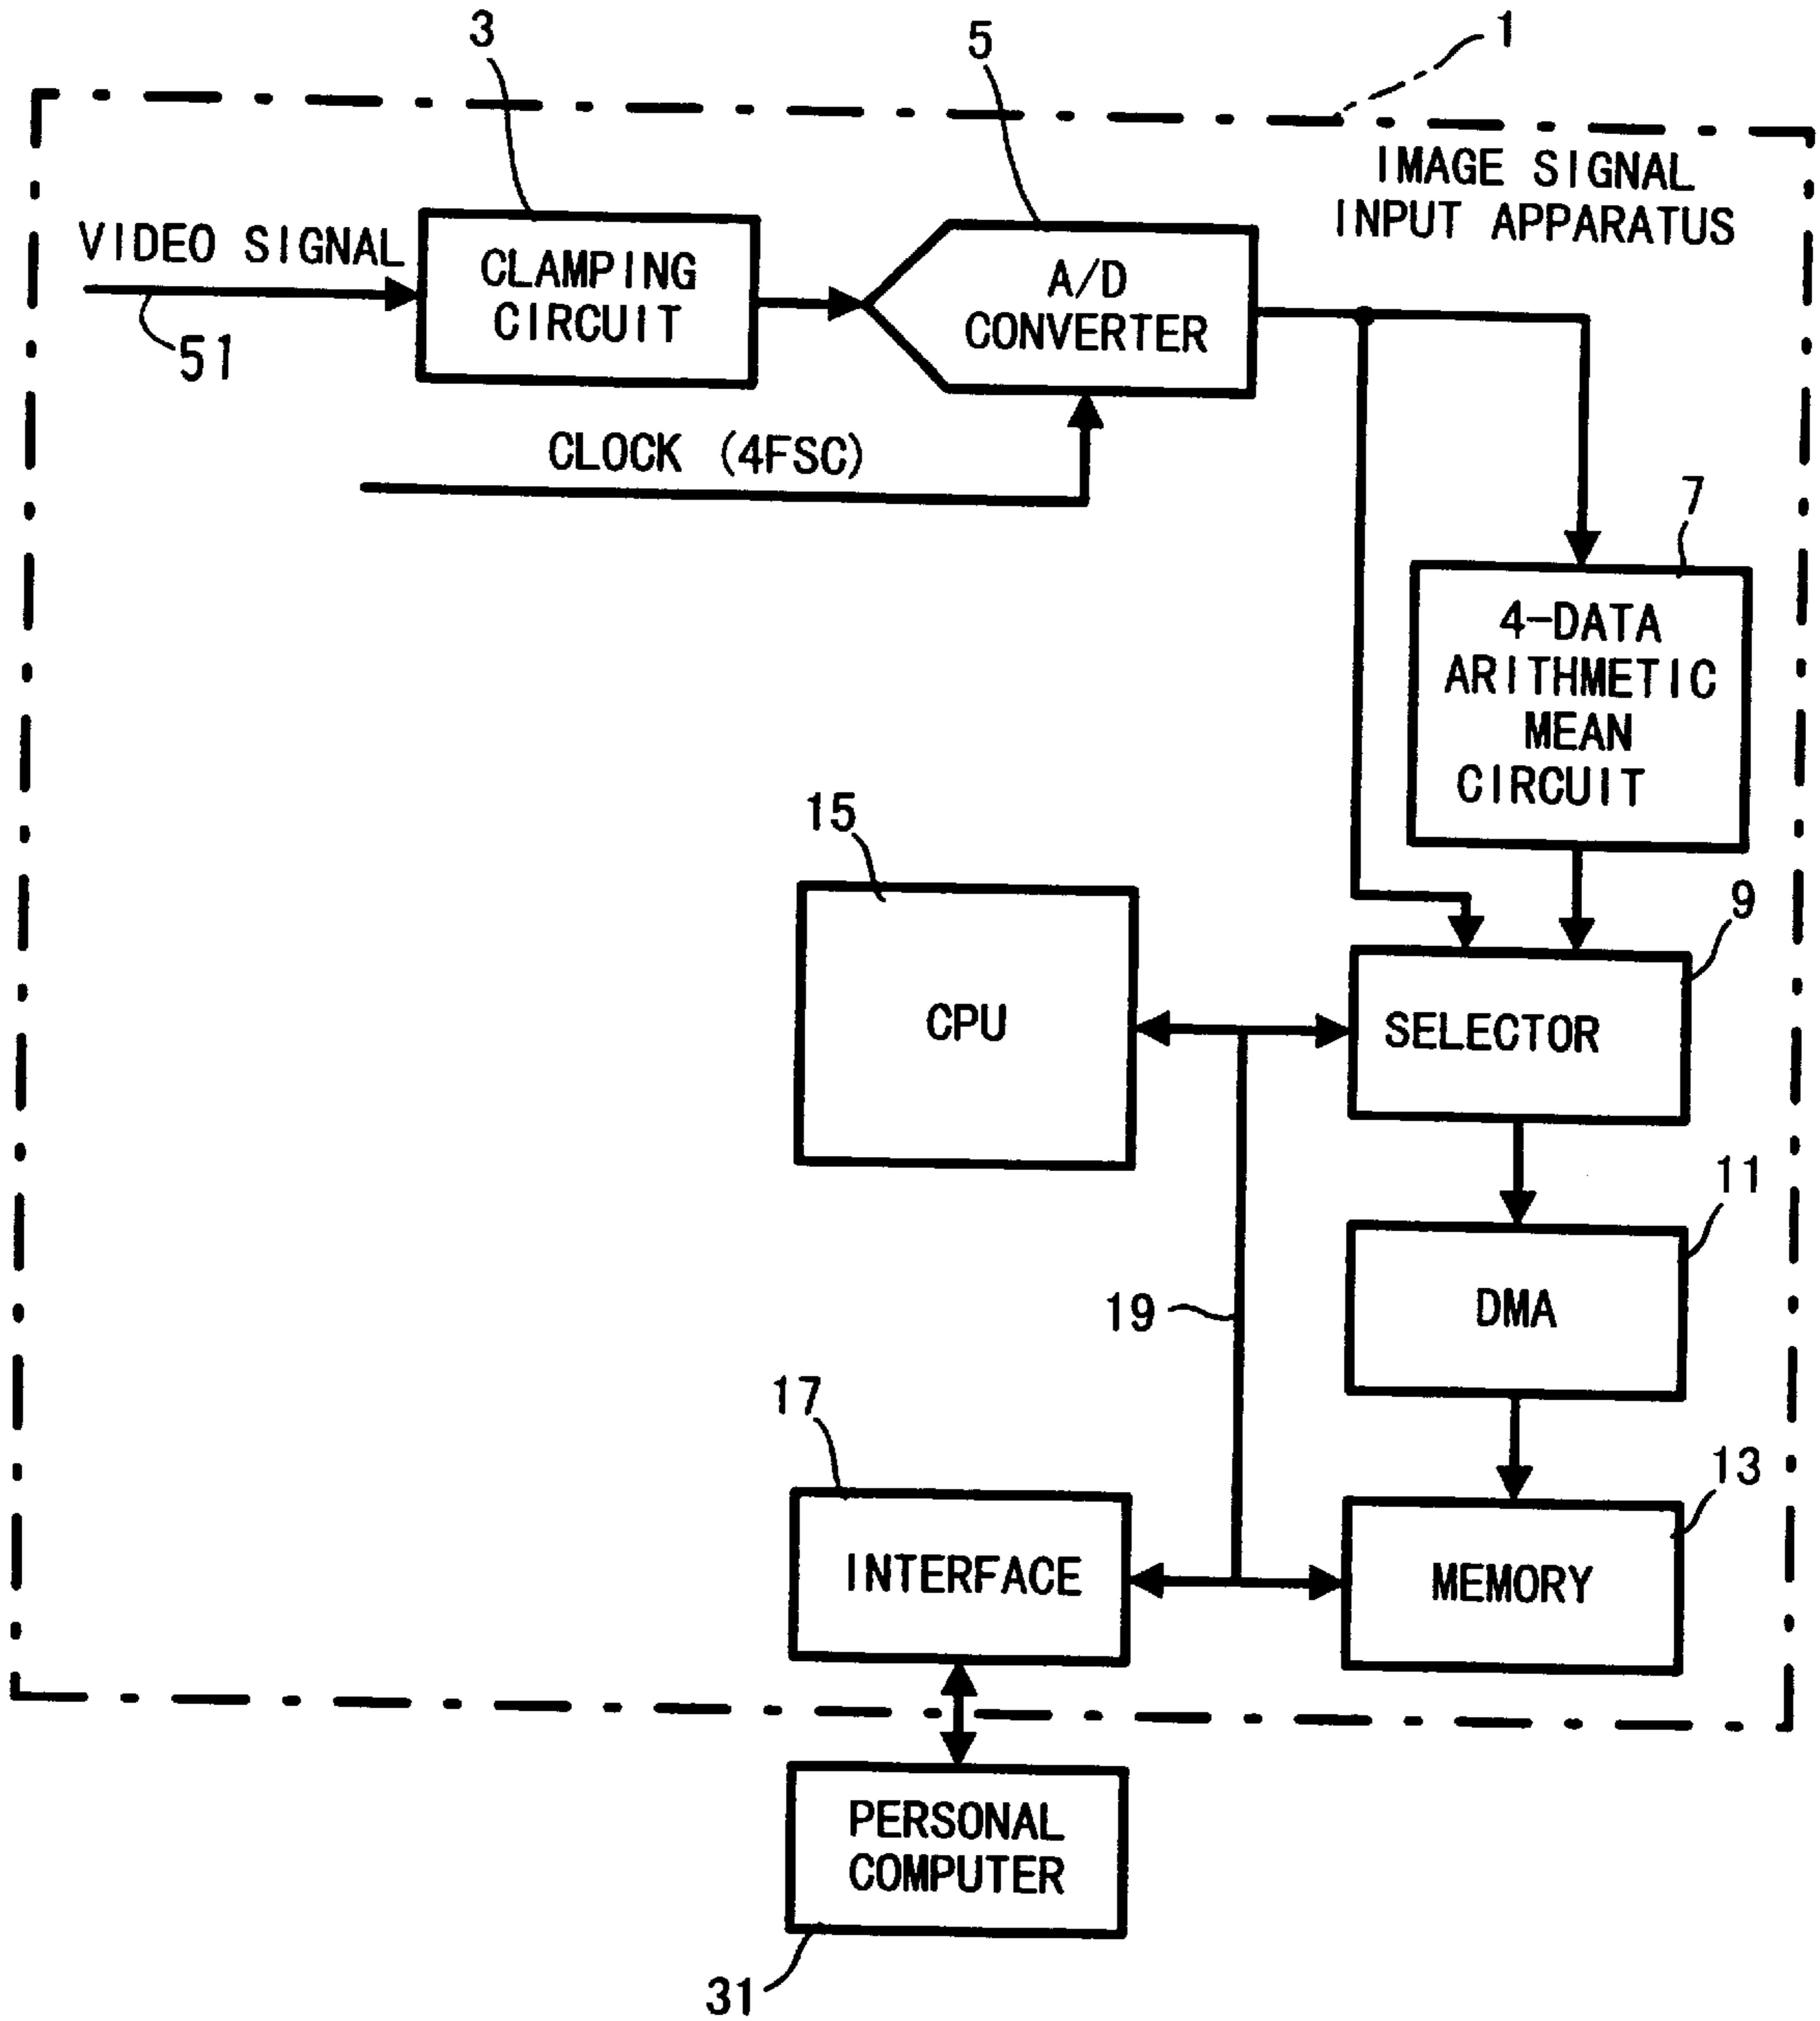 3
5
1
IMAGE SIGNAL
INPUT APPARATUS
VIDEO SIGNAL
51
CLAMPING
CIRCUIT
A/D
CONVERTER
CLOCK (4FSC)
7
4-DATA
ARITHMETIC
MEAN
CIRCUIT
15
CPU
9
SELECTOR
11
DMA
19
17
INTERFACE
13
MEMORY
PERSONAL
COMPUTER
31